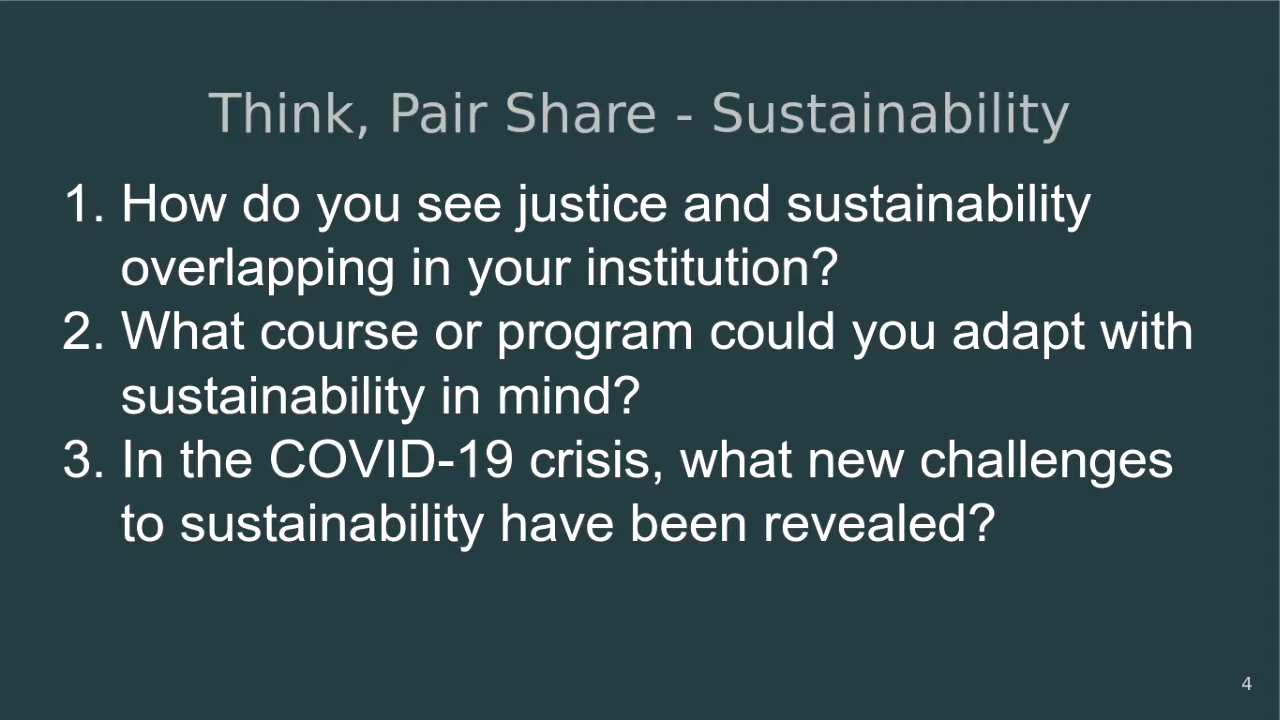 Think, Pair Share - Sustainability
1. How do you see justice and sustainability
overlapping in your institution?
2. What course or program could you adapt with
sustainability in mind?
3. In the COVID-19 crisis, what new challenges
to sustainability have been revealed?
4